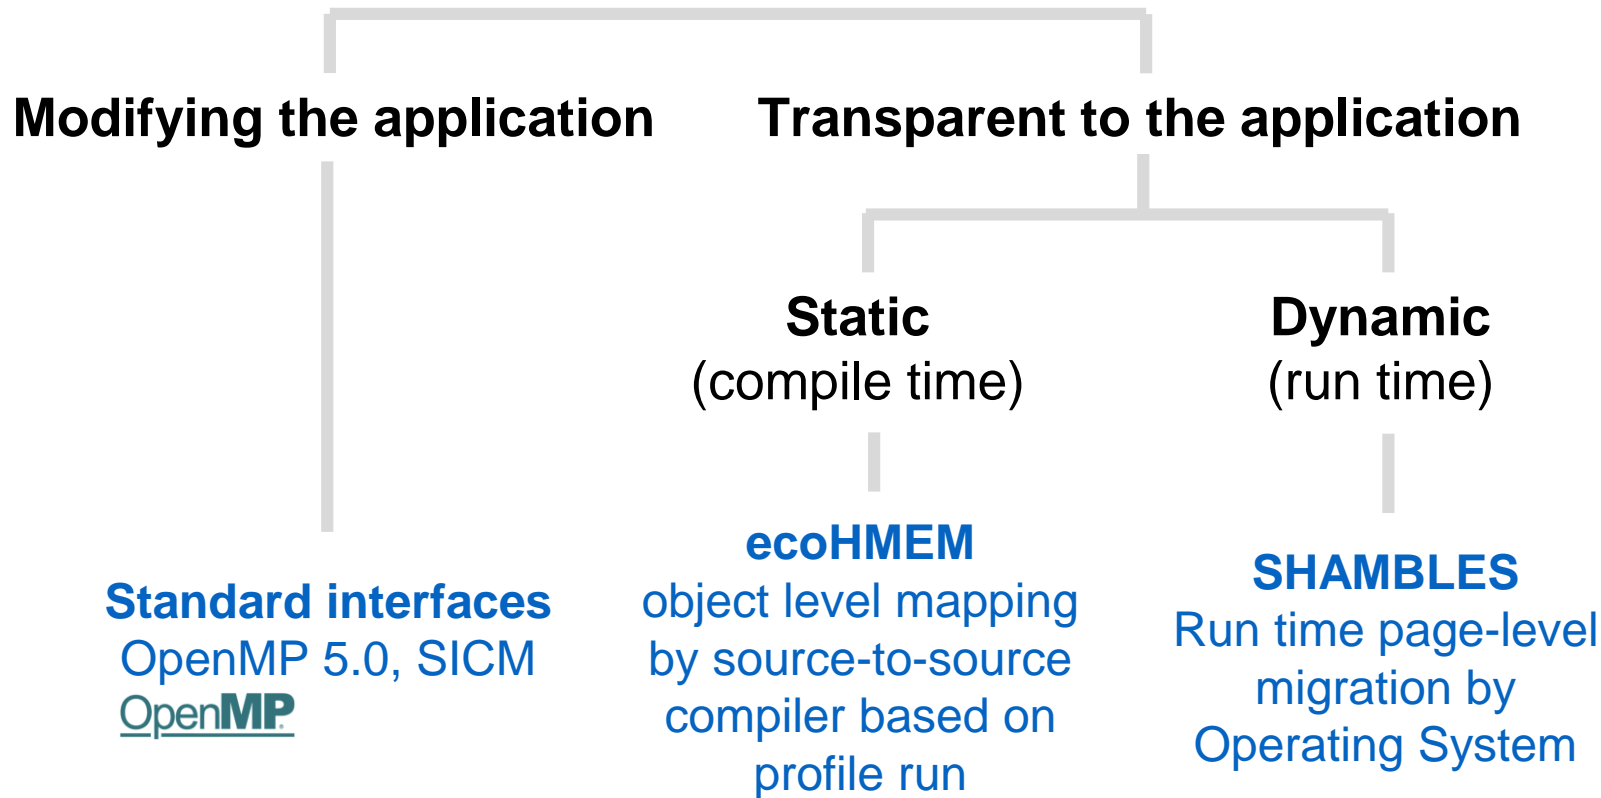 Modifying the application
Transparent to the application
Static
(compile time)
Dynamic
(run time)
Standard interfaces
OpenMP 5.0, SICM
OpenMP
ecoHMEM
object level mapping
by source-to-source
compiler based on
profile run
SHAMBLES
Run time page-level
migration by
Operating System